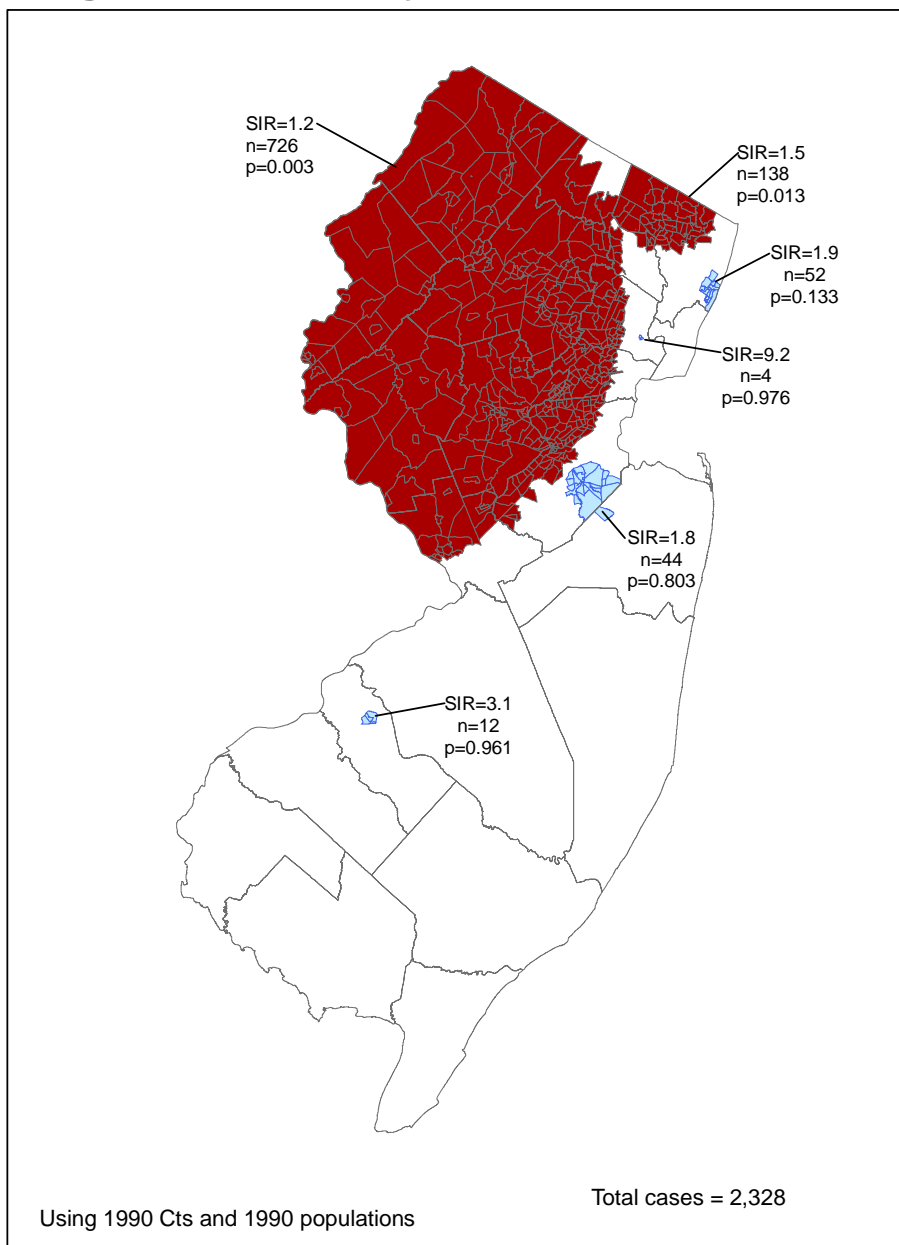 SIR=1.2
n=726
p=0.003
SIR=1.5
n=138
p=0.013
SIR=1.9
n=52
p=0.133
SIR=9.2
n=4
p=0.976
SIR=1.8
n=44
p=0.803
SIR=3.1
n=12
p=0.961
Total cases = 2,328
Using 1990 Cts and 1990 populations